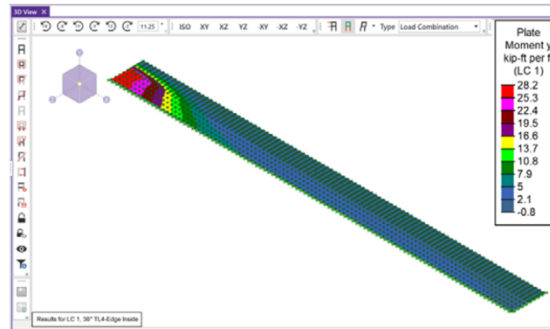 3D View
11.25
ISO XY XZ YZ -XY -XZ -YZ
Type Load Combination
Plate
Moment y
kip-ft per f
(LC 1)
28.2
25.3
22.4
19.5
16.6
13.7
10.8
7.9
5
2.1
-0.8
Results for LC 1, 36" TL4-Edge Inside